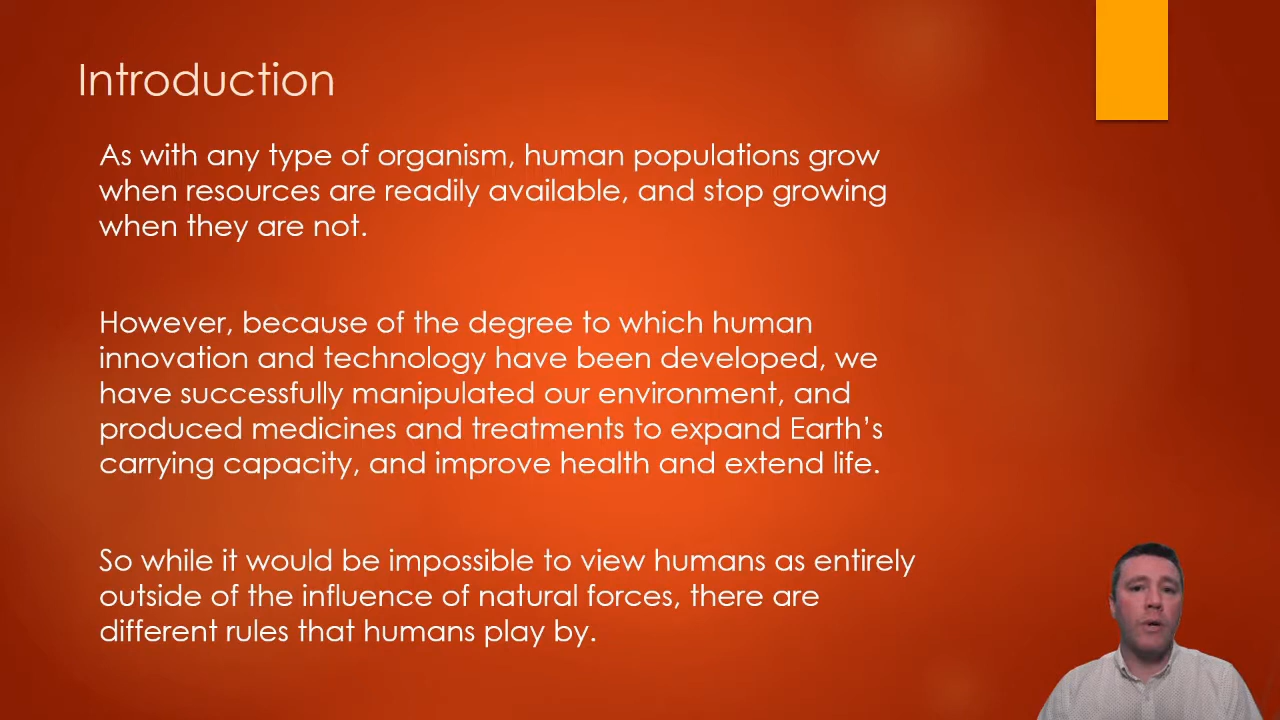 Introduction
As with any type of organism, human populations grow
when resources are readily available, and stop growing
when they are not.
However, because of the degree to which human
innovation and technology have been developed, we
have successfully manipulated our environment, and
produced medicines and treatments to expand Earth's
carrying capacity, and improve health and extend life.
So while it would be impossible to view humans as entirely
outside of the influence of natural forces, there are
different rules that humans play by.